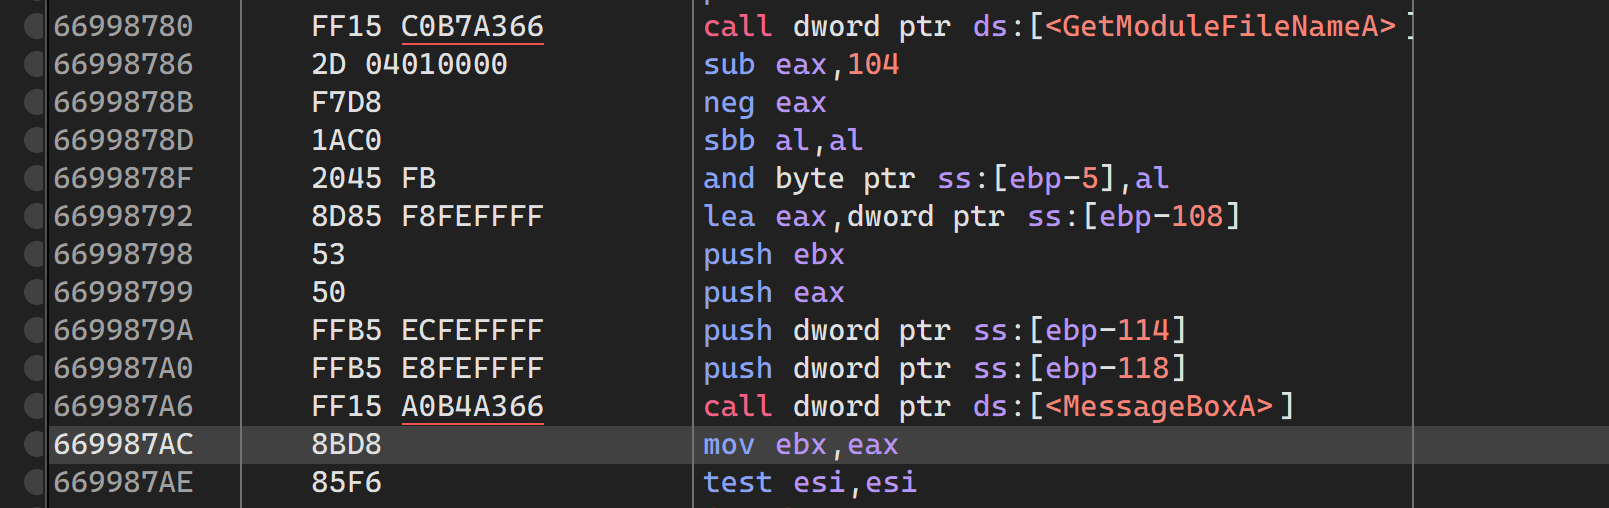 66998780 FF15 C0B7A366 call dword ptr ds:[<GetModuleFileNameA>]
66998786 2D 04010000 sub eax,104
6699878B F7D8 neg eax
6699878D 1AC0 sbb al,al
6699878F 2045 FB and byte ptr ss:[ebp-5],al
66998792 8D85 F8FEFFFF lea eax,dword ptr ss:[ebp-108]
66998798 53 push ebx
66998799 50 push eax
6699879A FFB5 ECFEFFFF push dword ptr ss:[ebp-114]
669987A0 FFB5 E8FEFFFF push dword ptr ss:[ebp-118]
669987A6 FF15 A0B4A366 call dword ptr ds:[<MessageBoxA>]
669987AC 8BD8 mov ebx,eax
669987AE 85F6 test esi,esi